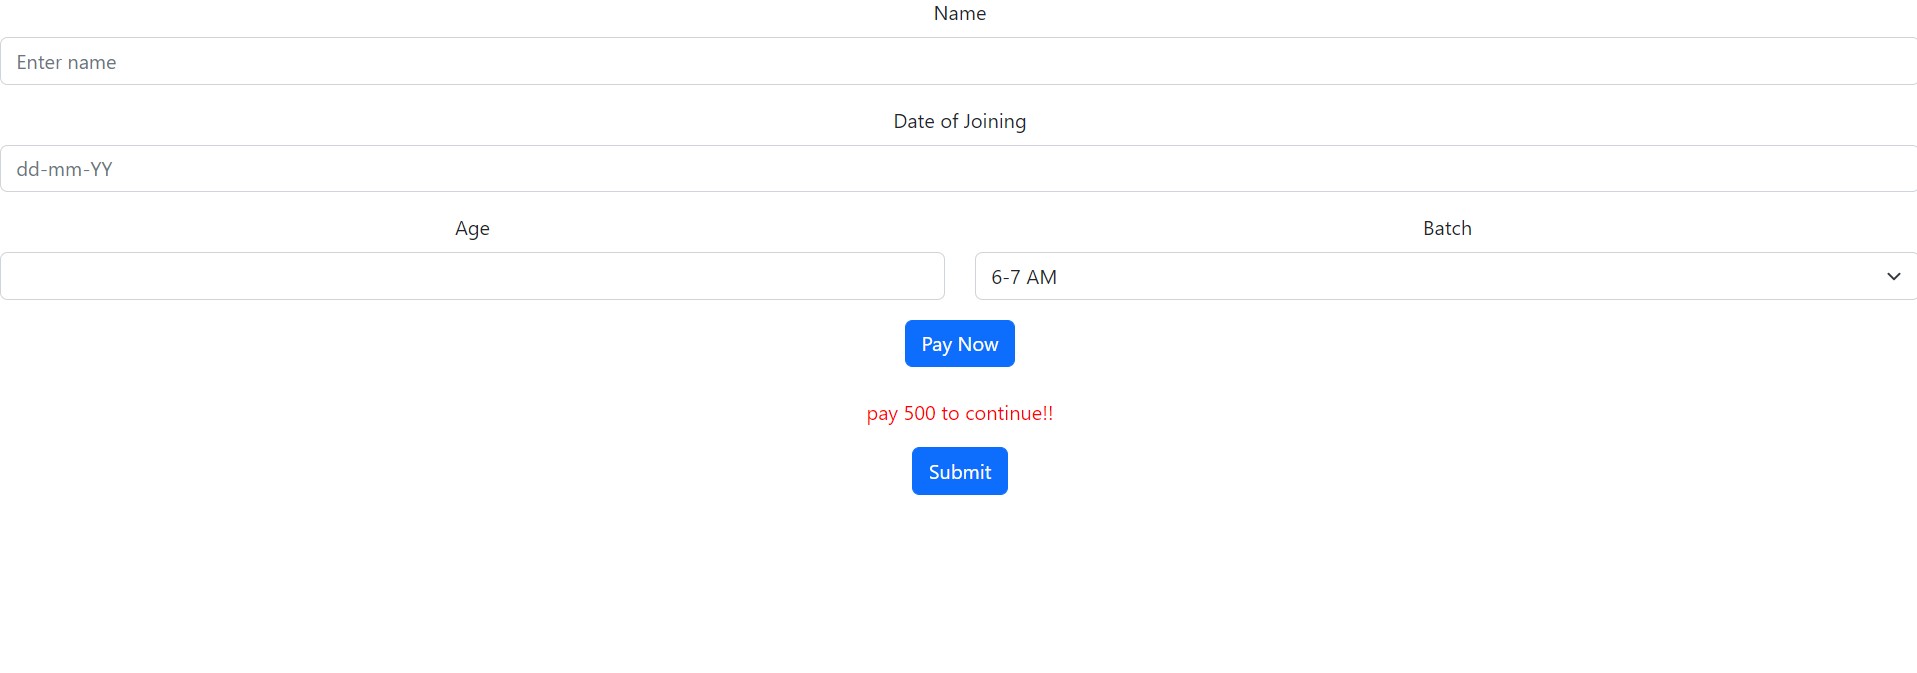 Name
Enter name
Date of Joining
dd-mm-YY
Age Batch
6-7 AM
Pay Now
pay 500 to continue!!
Submit